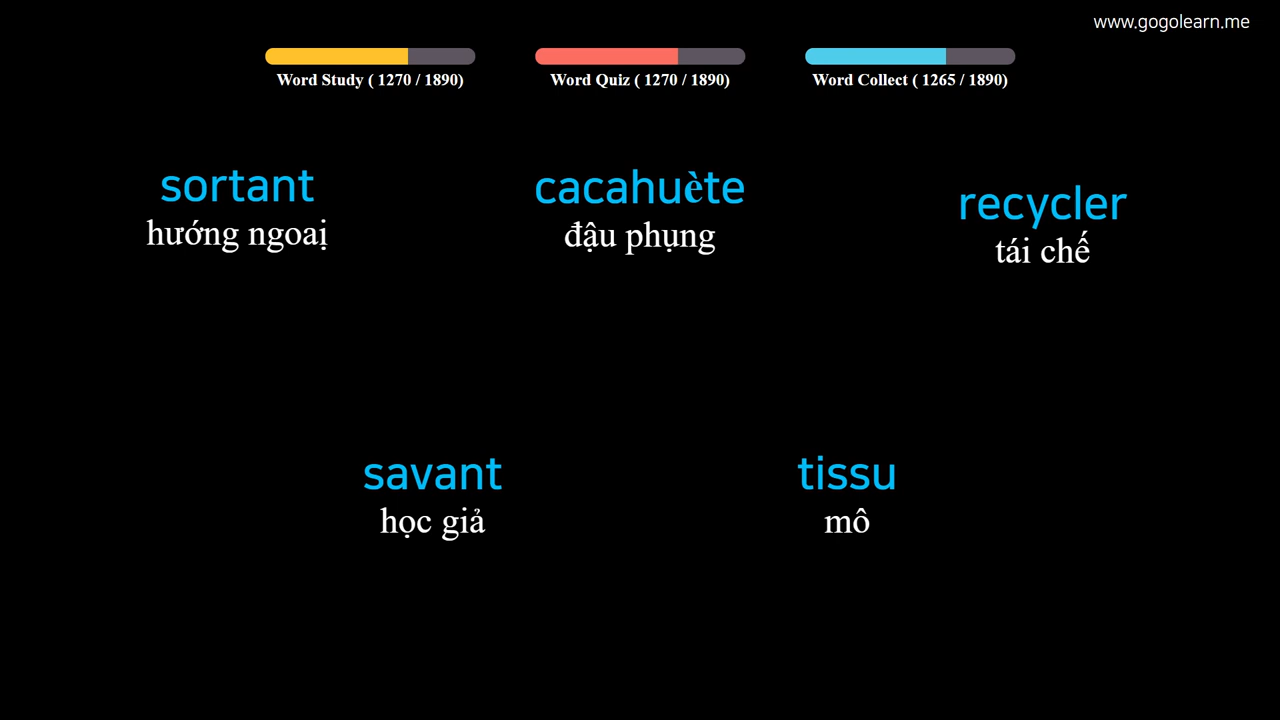 www.gogolearn.me
Word Study ( 1270 / 1890)
Word Quiz ( 1270 / 1890)
Word Collect ( 1265 / 1890)
sortant
hướng ngoaị
cacahuète
đậu phụng
recycler
tái chế
savant
học giả
tissu
mô